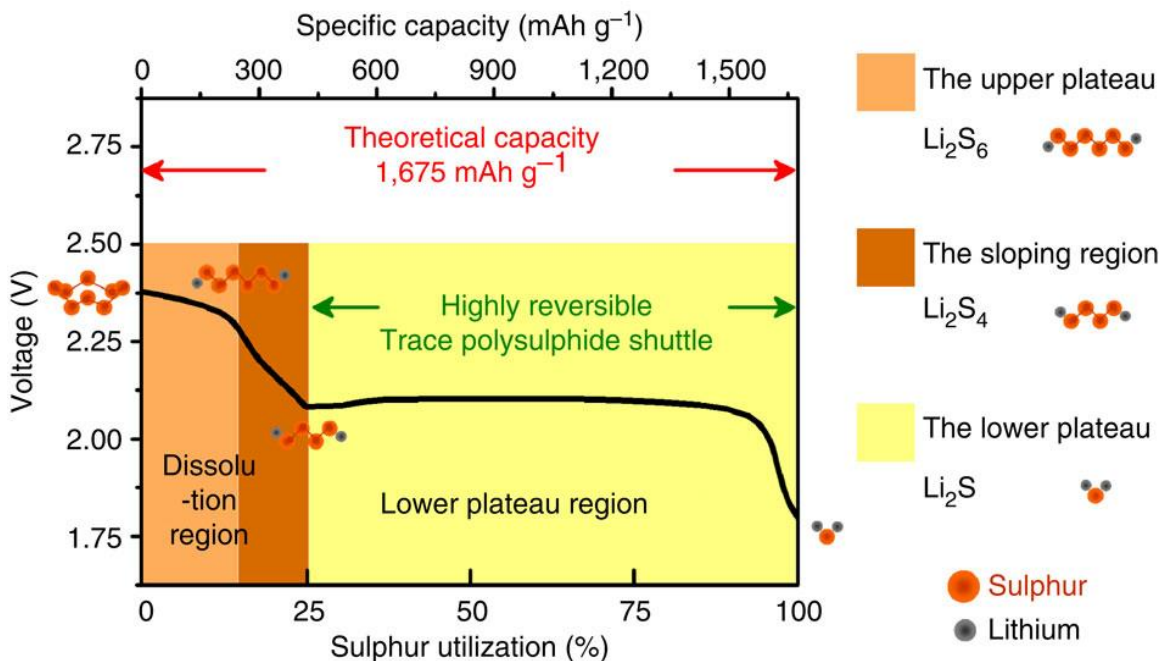 Specific capacity (mAh g–1)
0 300 600 900 1,200 1,500
Theoretical capacity
1,675 mAh g–1
2.75
2.50
2.25
2.00
1.75
Voltage (V)
Highly reversible
Trace polysulphide shuttle
Dissolu
-tion
region
Lower plateau region
0 25 50 75 100
Sulphur utilization (%)
The upper plateau
Li2S6
The sloping region
Li2S4
The lower plateau
Li2S
Sulphur
Lithium